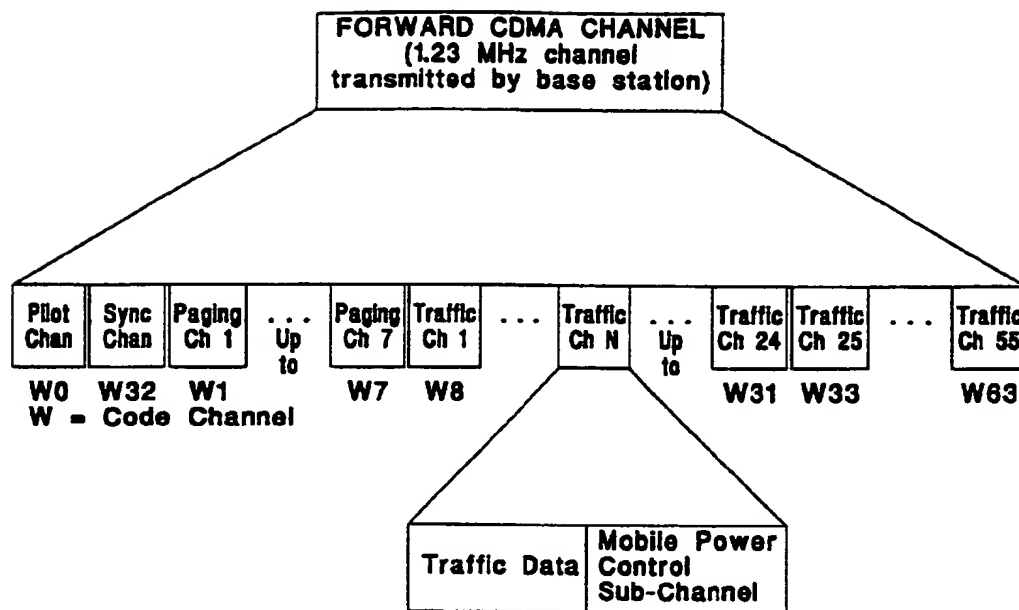 FORWARD CDMA CHANNEL
(1.23 MHz channel
transmitted by base station)
Pilot
Chan
Sync
Chan
Paging
Ch 1
...
Up
to
Paging
Ch 7
Traffic
Ch 1
...
Traffic
Ch N
...
Up
to
Traffic
Ch 24
Traffic
Ch 25
...
Traffic
Ch 55
W0 W32 W1 W7 W8 W31 W33 W63
W = Code Channel
Traffic Data
Mobile Power
Control
Sub-Channel